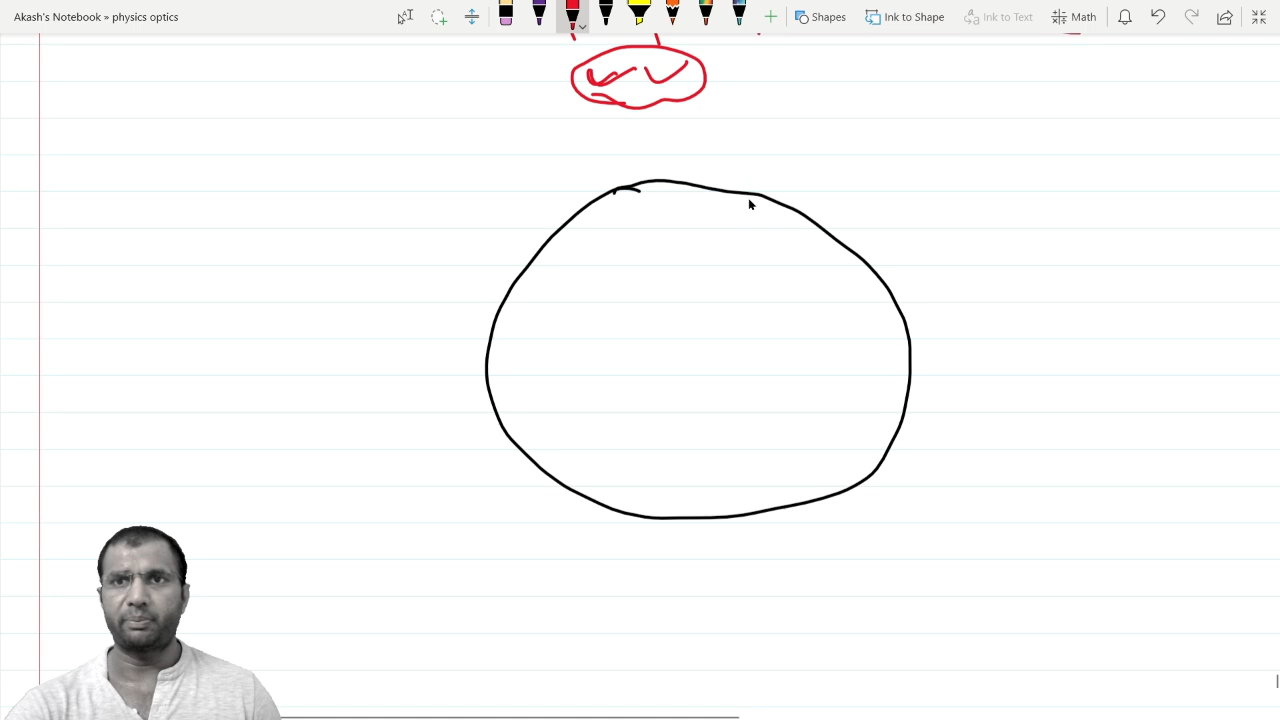 Akash's Notebook » physics optics
Shapes
Ink to Shape
Ink to Text
Math